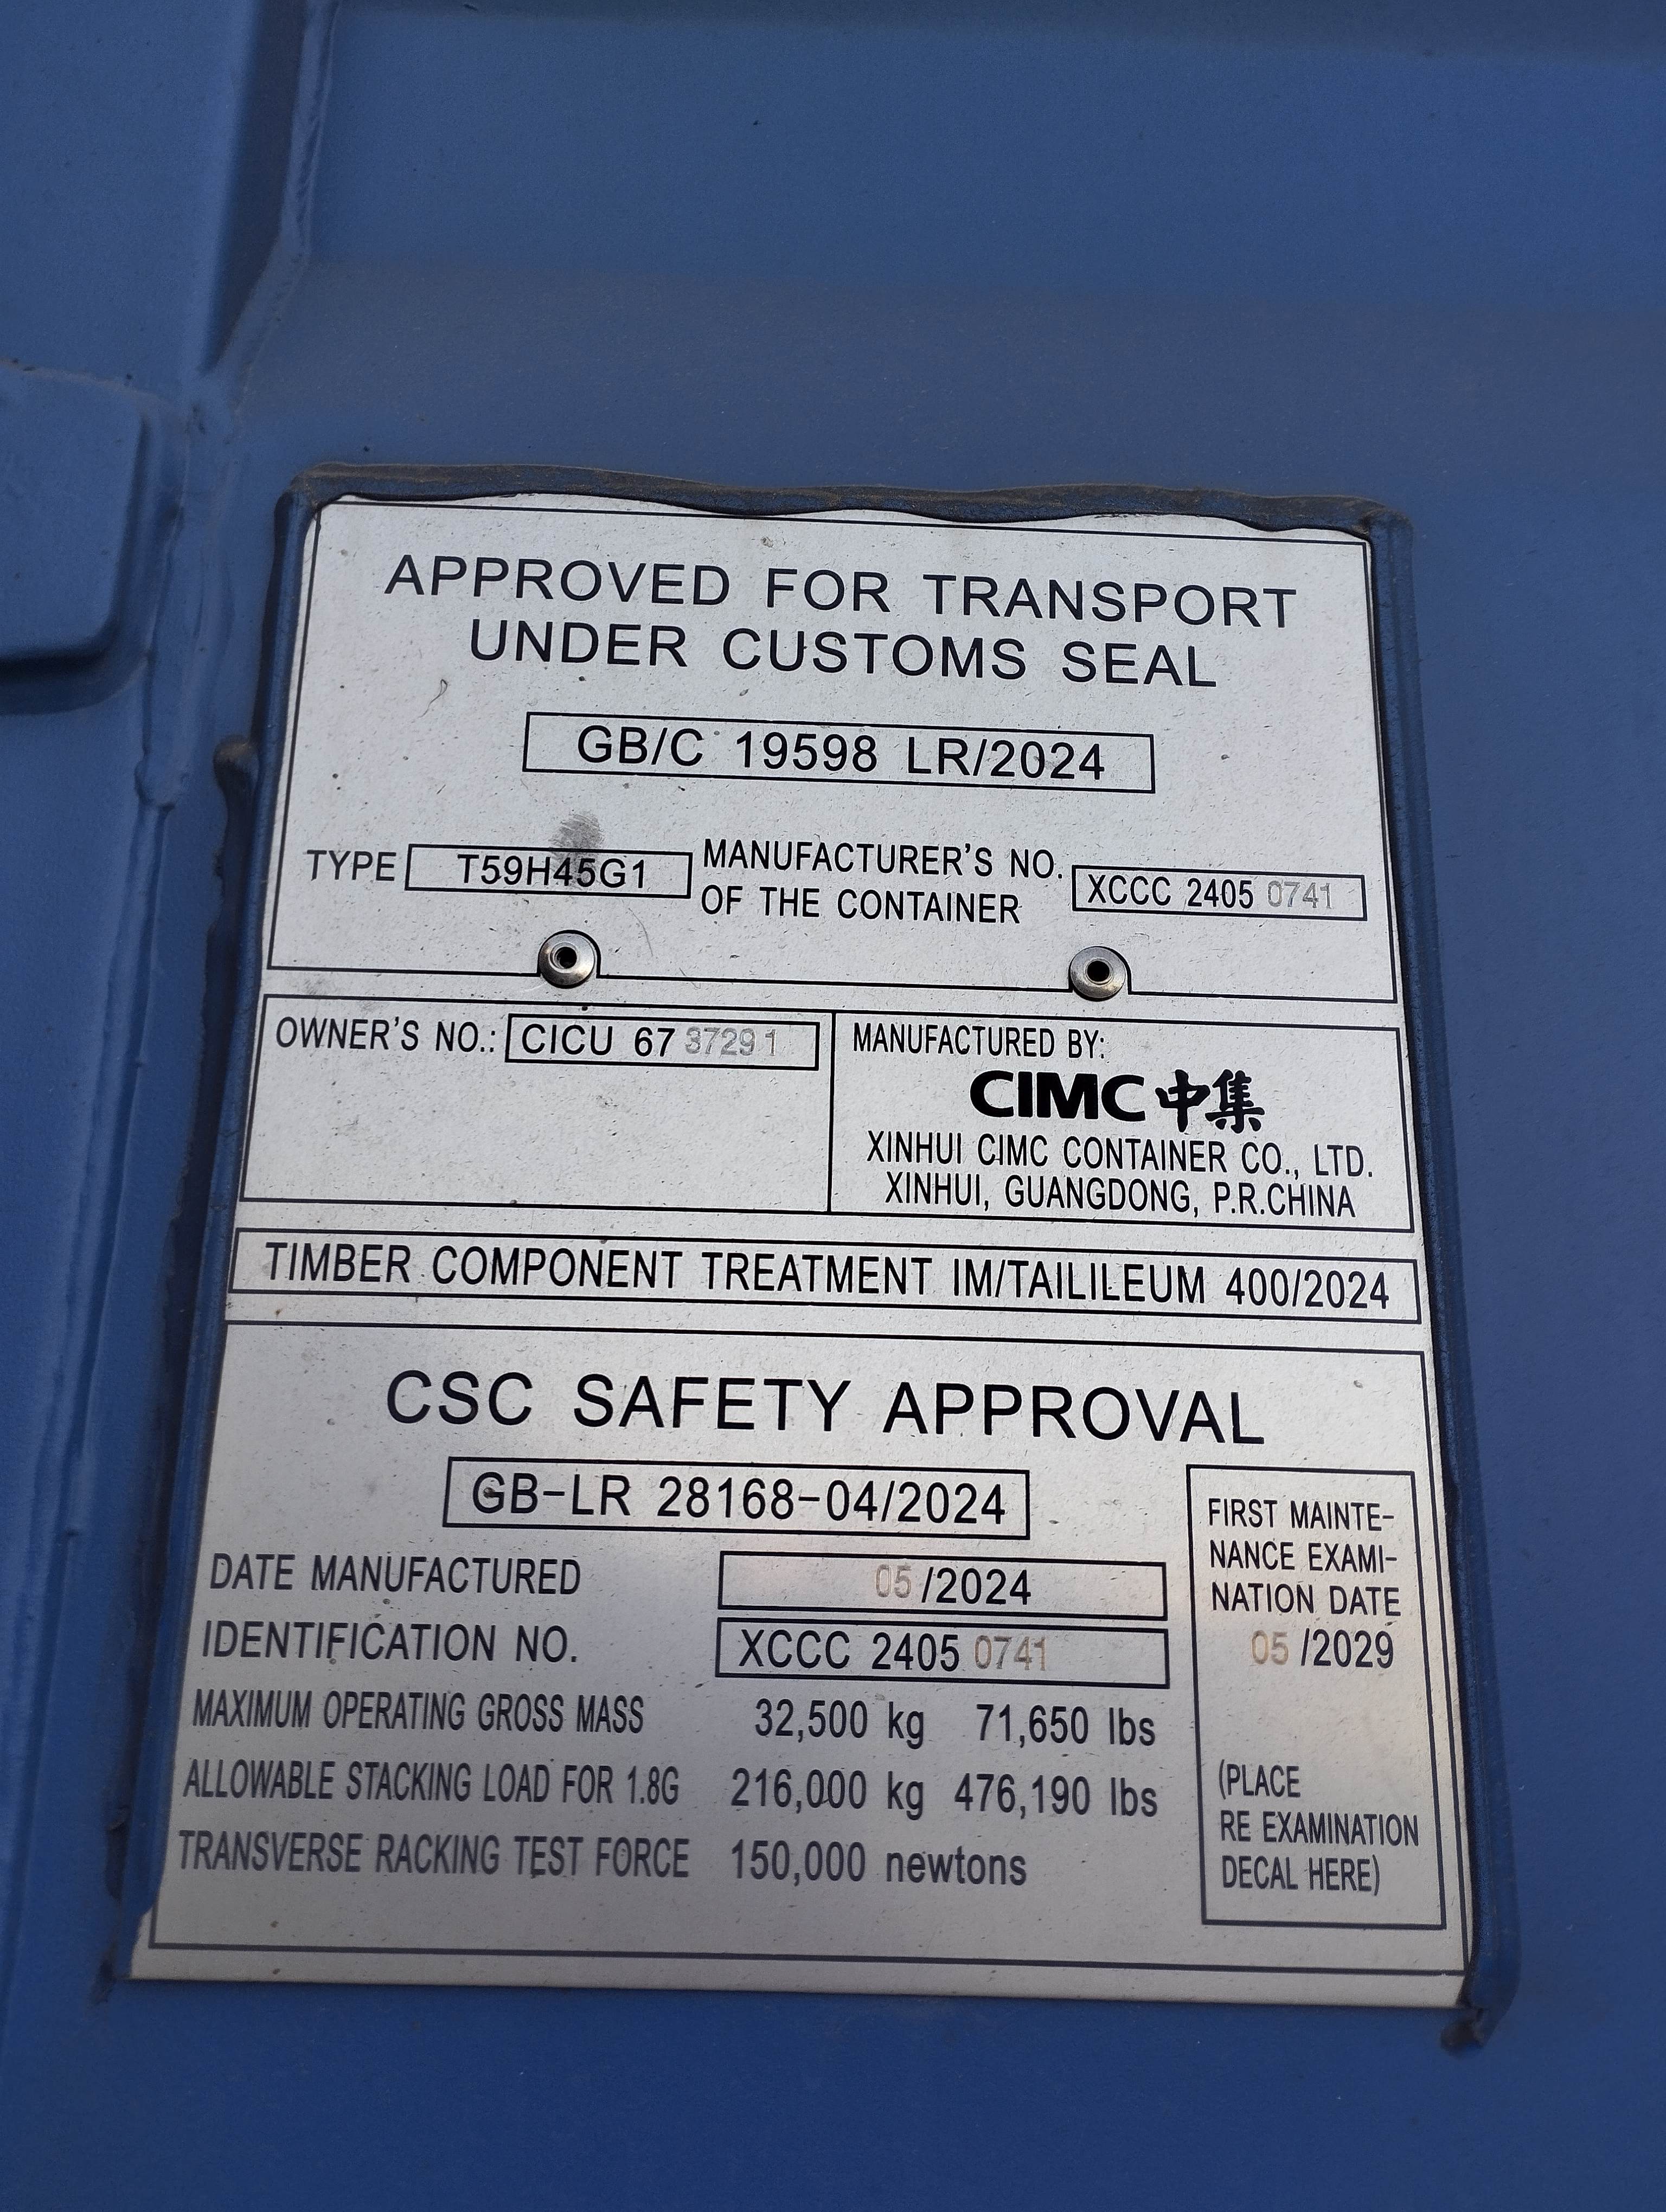 APPROVED FOR TRANSPORT
UNDER CUSTOMS SEAL
GB/C 19598 LR/2024
TYPE T59H45G1
MANUFACTURER'S NO.
OF THE CONTAINER
XCCC 2405 0741
OWNER'S NO.: CICU 67 37291
MANUFACTURED BY:
CIMC 中集
XINHUI CIMC CONTAINER CO., LTD.
XINHUI, GUANGDONG, P.R.CHINA
TIMBER COMPONENT TREATMENT IM/TAILILEUM 400/2024
CSC SAFETY APPROVAL
GB-LR 28168-04/2024
DATE MANUFACTURED 05/2024
IDENTIFICATION NO. XCCC 2405 0741
MAXIMUM OPERATING GROSS MASS 32,500 kg 71,650 lbs
ALLOWABLE STACKING LOAD FOR 1.8G 216,000 kg 476,190 lbs
TRANSVERSE RACKING TEST FORCE 150,000 newtons
FIRST MAINTE-
NANCE EXAMI-
NATION DATE
05/2029
(PLACE
RE EXAMINATION
DECAL HERE)